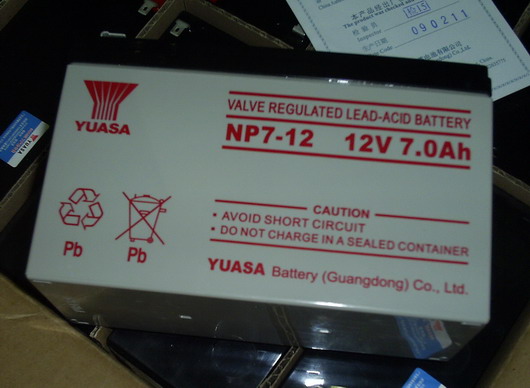 090211
YUASA
VALVE REGULATED LEAD-ACID BATTERY
NP7-12 12V 7.0Ah
CAUTION
• AVOID SHORT CIRCUIT
• DO NOT CHARGE IN A SEALED CONTAINER
Pb Pb
YUASA Battery (Guangdong) Co., Ltd.